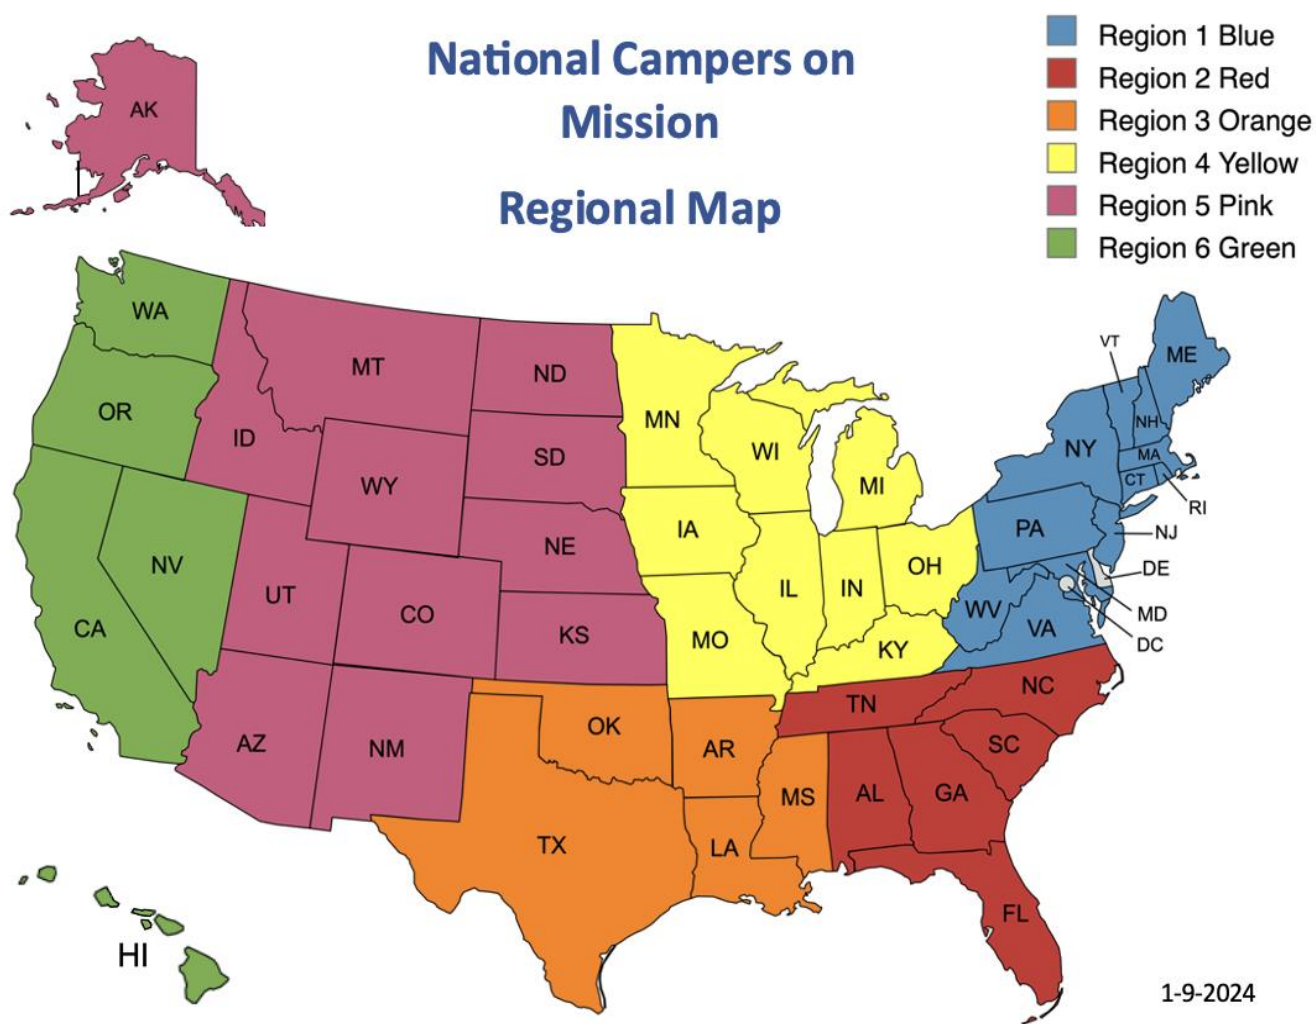 National Campers on
Mission
Regional Map
Region 1 Blue
Region 2 Red
Region 3 Orange
Region 4 Yellow
Region 5 Pink
Region 6 Green
AK
WA
OR
CA
NV
ID
MT
WY
UT
CO
AZ
NM
ND
SD
NE
KS
OK
TX
MN
IA
MO
AR
LA
WI
IL
MI
IN
OH
KY
TN
MS
AL
GA
FL
SC
NC
VA
WV
PA
NY
VT
NH
ME
MA
CT
RI
NJ
DE
MD
DC
HI
1-9-2024